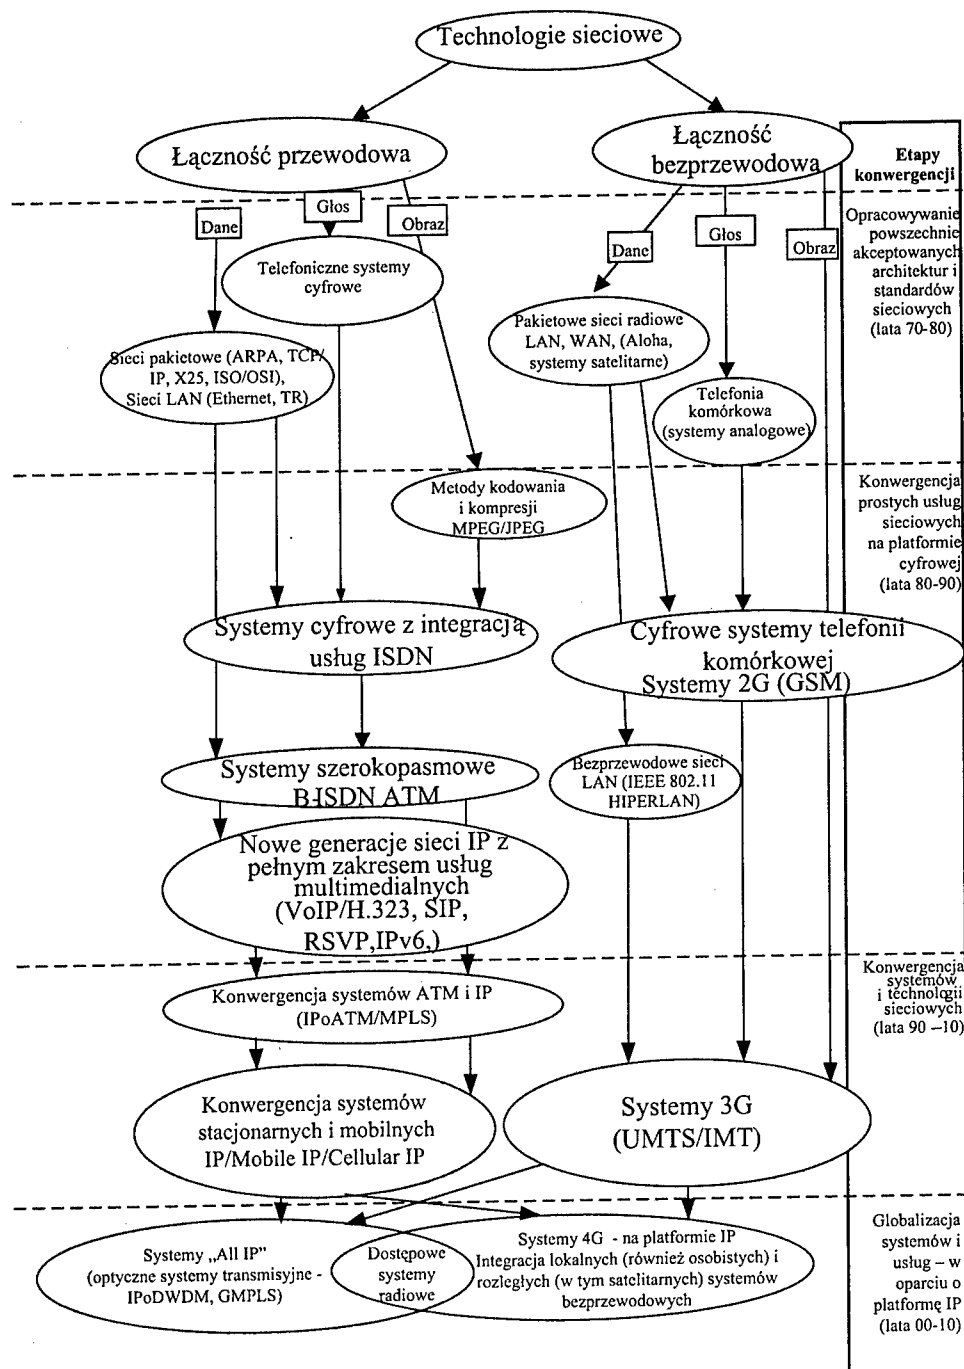 Technologie sieciowe
Łączność przewodowa
Łączność
bezprzewodowa
Etapy
konwergencji
Dane
Głos
Obraz
Dane
Głos
Obraz
Opracowywanie
powszechnie
akceptowanych
architektur i
standardów
sieciowych
(lata 70-80)
Telefoniczne systemy
cyfrowe
Pakietowe sieci radiowe
LAN, WAN, (Aloha,
systemy satelitarne)
Sieci pakietowe (ARPA, TCP/
IP, X25, ISO/OSI),
Sieci LAN (Ethernet, TR)
Telefonia
komórkowa
(systemy analogowe)
Metody kodowania
i kompresji
MPEG/JPEG
Konwergencja
prostych usług
sieciowych
na platformie
cyfrowej
(lata 80-90)
Systemy cyfrowe z integracją
usług ISDN
Cyfrowe systemy telefonii
komórkowej
Systemy 2G (GSM)
Systemy szerokopasmowe
B-ISDN ATM
Bezprzewodowe sieci
LAN (IEEE 802.11
HIPERLAN)
Nowe generacje sieci IP z
pełnym zakresem usług
multimedialnych
(VoIP/H.323, SIP,
RSVP,IPv6,)
Konwergencja systemów ATM i IP
(IPoATM/MPLS)
Konwergencja
systemów
i technologii
sieciowych
(lata 90 –10)
Konwergencja systemów
stacjonarnych i mobilnych
IP/Mobile IP/Cellular IP
Systemy 3G
(UMTS/IMT)
Systemy „All IP”
(optyczne systemy transmisyjne -
IPoDWDM, GMPLS)
Dostępowe
systemy
radiowe
Systemy 4G - na platformie IP
Integracja lokalnych (również osobistych) i
rozległych (w tym satelitarnych) systemów
bezprzewodowych
Globalizacja
systemów i
usług – w
oparciu o
platformę IP
(lata 00-10)